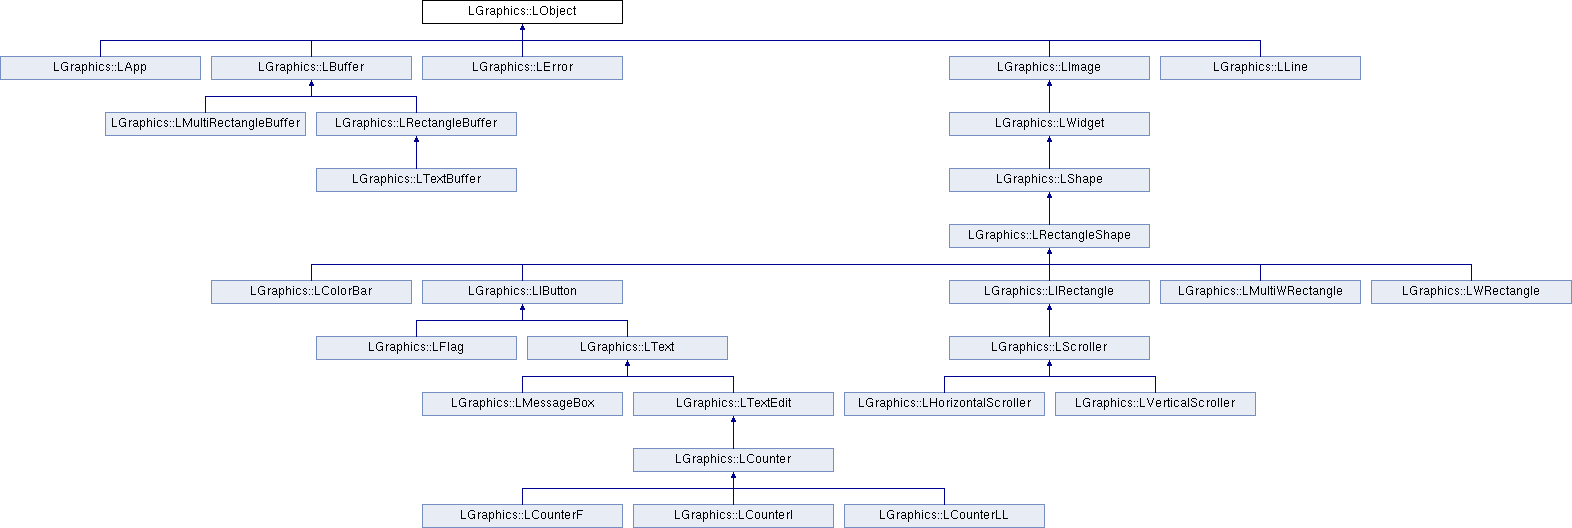 LGraphics::LObject
LGraphics::LApp
LGraphics::LBuffer
LGraphics::LError
LGraphics::LImage
LGraphics::LLine
LGraphics::LMultiRectangleBuffer
LGraphics::LRectangleBuffer
LGraphics::LWidget
LGraphics::LTextBuffer
LGraphics::LShape
LGraphics::LRectangleShape
LGraphics::LColorBar
LGraphics::LIButton
LGraphics::LIRectangle
LGraphics::LMultiWRectangle
LGraphics::LWRectangle
LGraphics::LFlag
LGraphics::LText
LGraphics::LScroller
LGraphics::LMessageBox
LGraphics::LTextEdit
LGraphics::LHorizontalScroller
LGraphics::LVerticalScroller
LGraphics::LCounter
LGraphics::LCounterF
LGraphics::LCounterI
LGraphics::LCounterLL